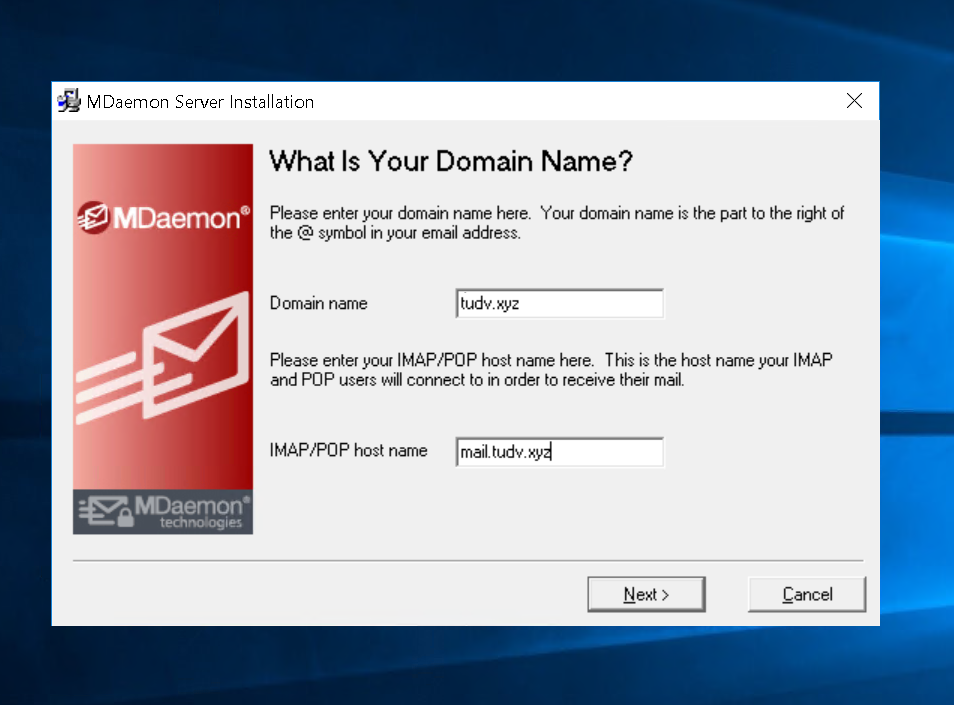 MDaemon Server Installation
What Is Your Domain Name?
MDaemon®
Please enter your domain name here.  Your domain name is the part to the right of
the @ symbol in your email address.
Domain name
tudv.xyz
Please enter your IMAP/POP host name here.  This is the host name your IMAP
and POP users will connect to in order to receive their mail.
IMAP/POP host name
mail.tudv.xyz
MDaemon®
technologies
Next >
Cancel